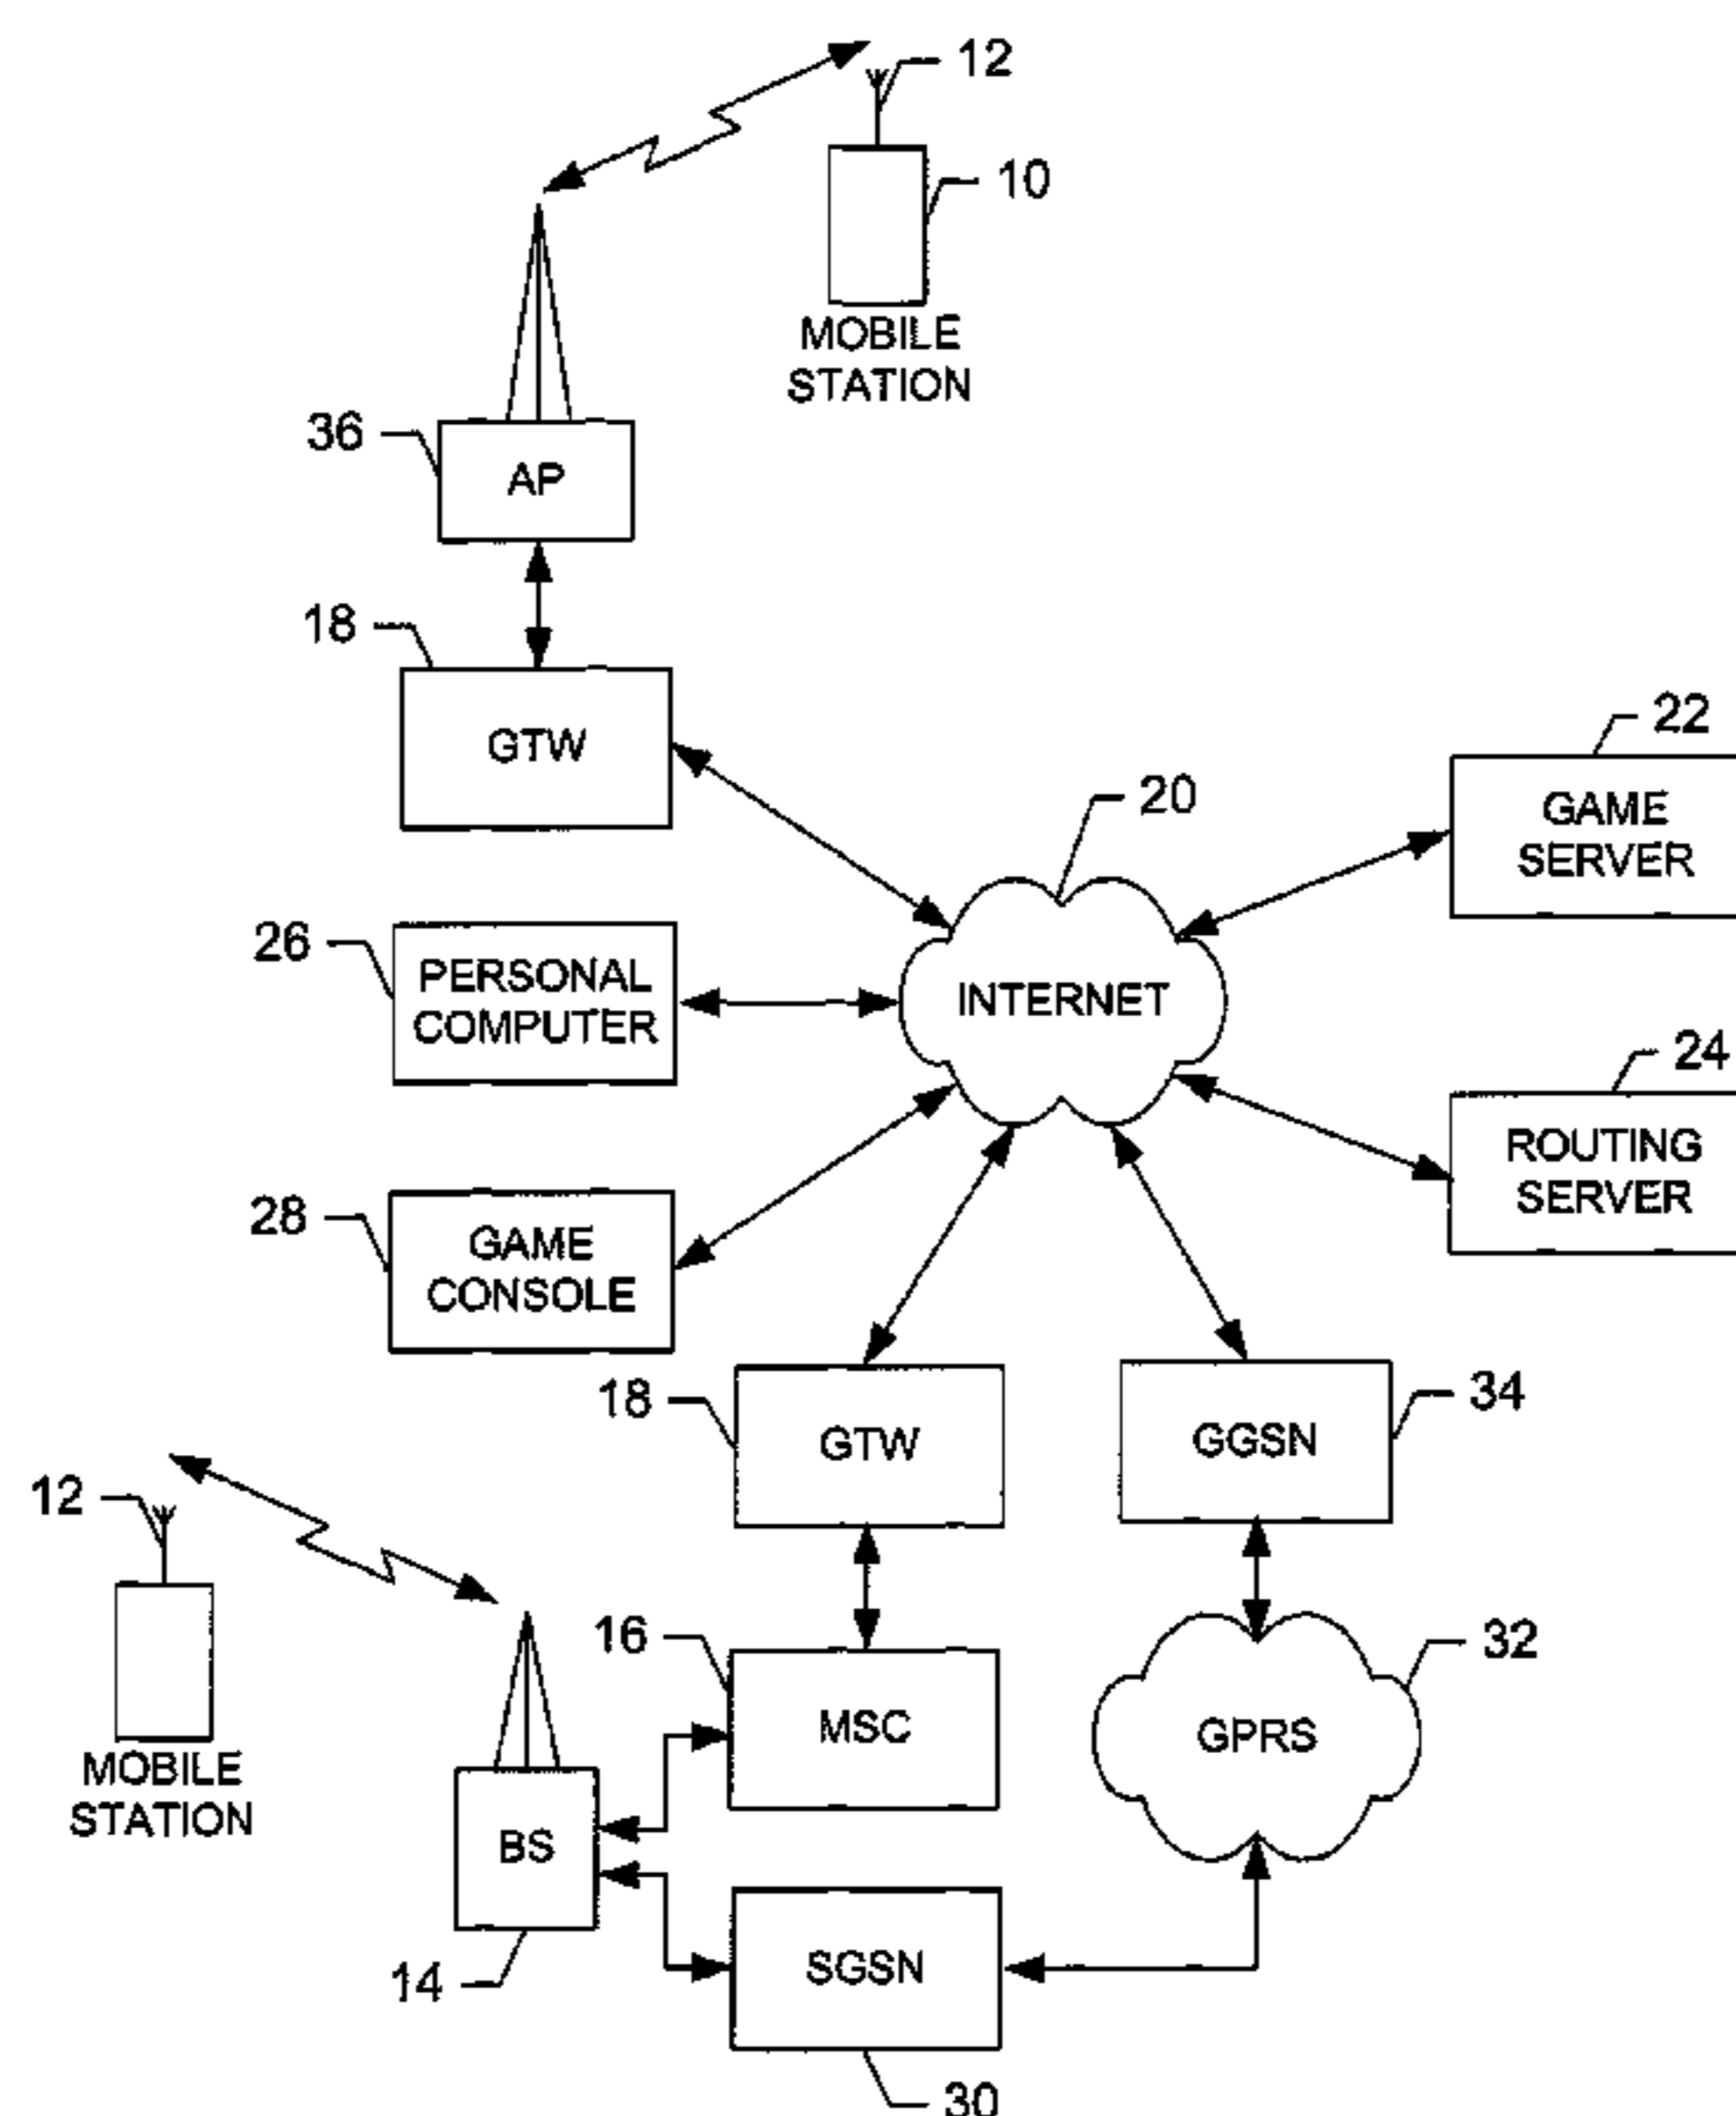 12
10
MOBILE
STATION
36
AP
18
GTW
22
GAME
SERVER
20
26
PERSONAL
COMPUTER
INTERNET
24
ROUTING
SERVER
28
GAME
CONSOLE
18
GTW
34
GGSN
12
MOBILE
STATION
16
MSC
32
GPRS
BS
14
SGSN
30